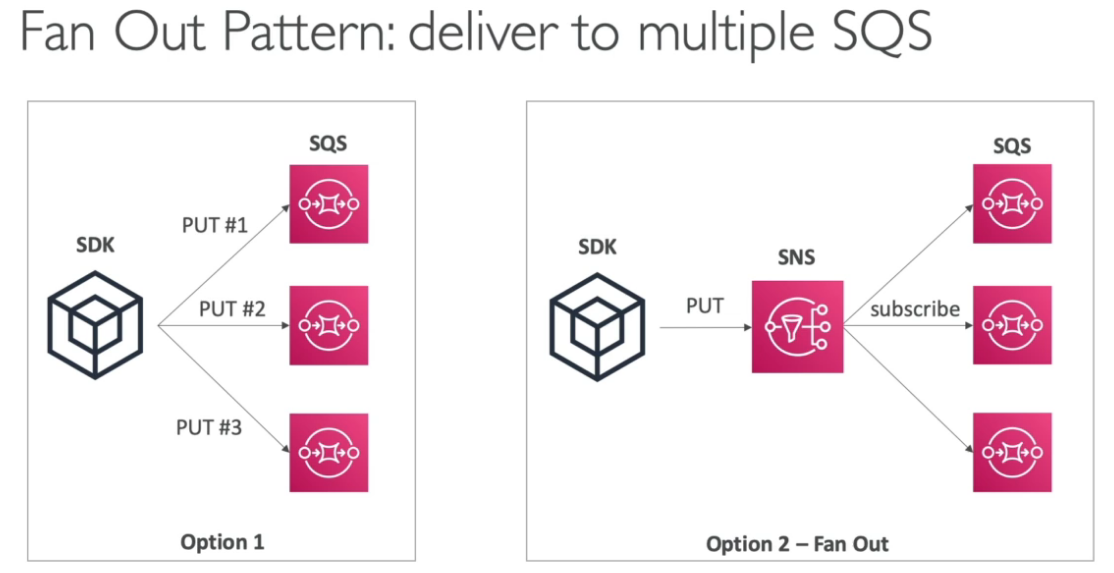 Fan Out Pattern: deliver to multiple SQS
SQS
PUT #1
SDK
PUT #2
PUT #3
Option 1
SQS
SDK
SNS
PUT
subscribe
Option 2 – Fan Out